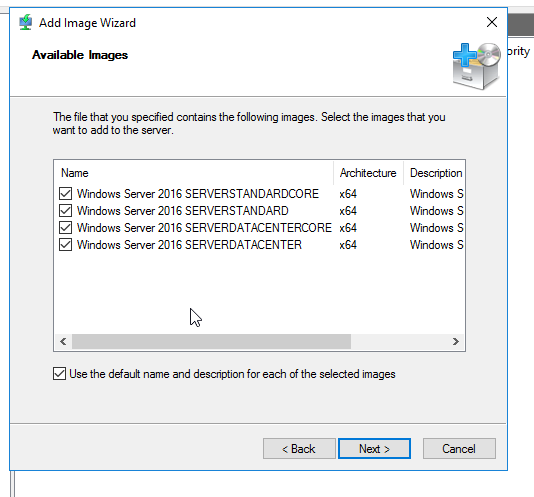 Add Image Wizard
Available Images
ority
The file that you specified contains the following images. Select the images that you
want to add to the server.
Name Architecture Description
Windows Server 2016 SERVERSTANDARDCORE x64 Windows S
Windows Server 2016 SERVERSTANDARD x64 Windows S
Windows Server 2016 SERVERDATACENTERCORE x64 Windows S
Windows Server 2016 SERVERDATACENTER x64 Windows S
Use the default name and description for each of the selected images
< Back Next > Cancel